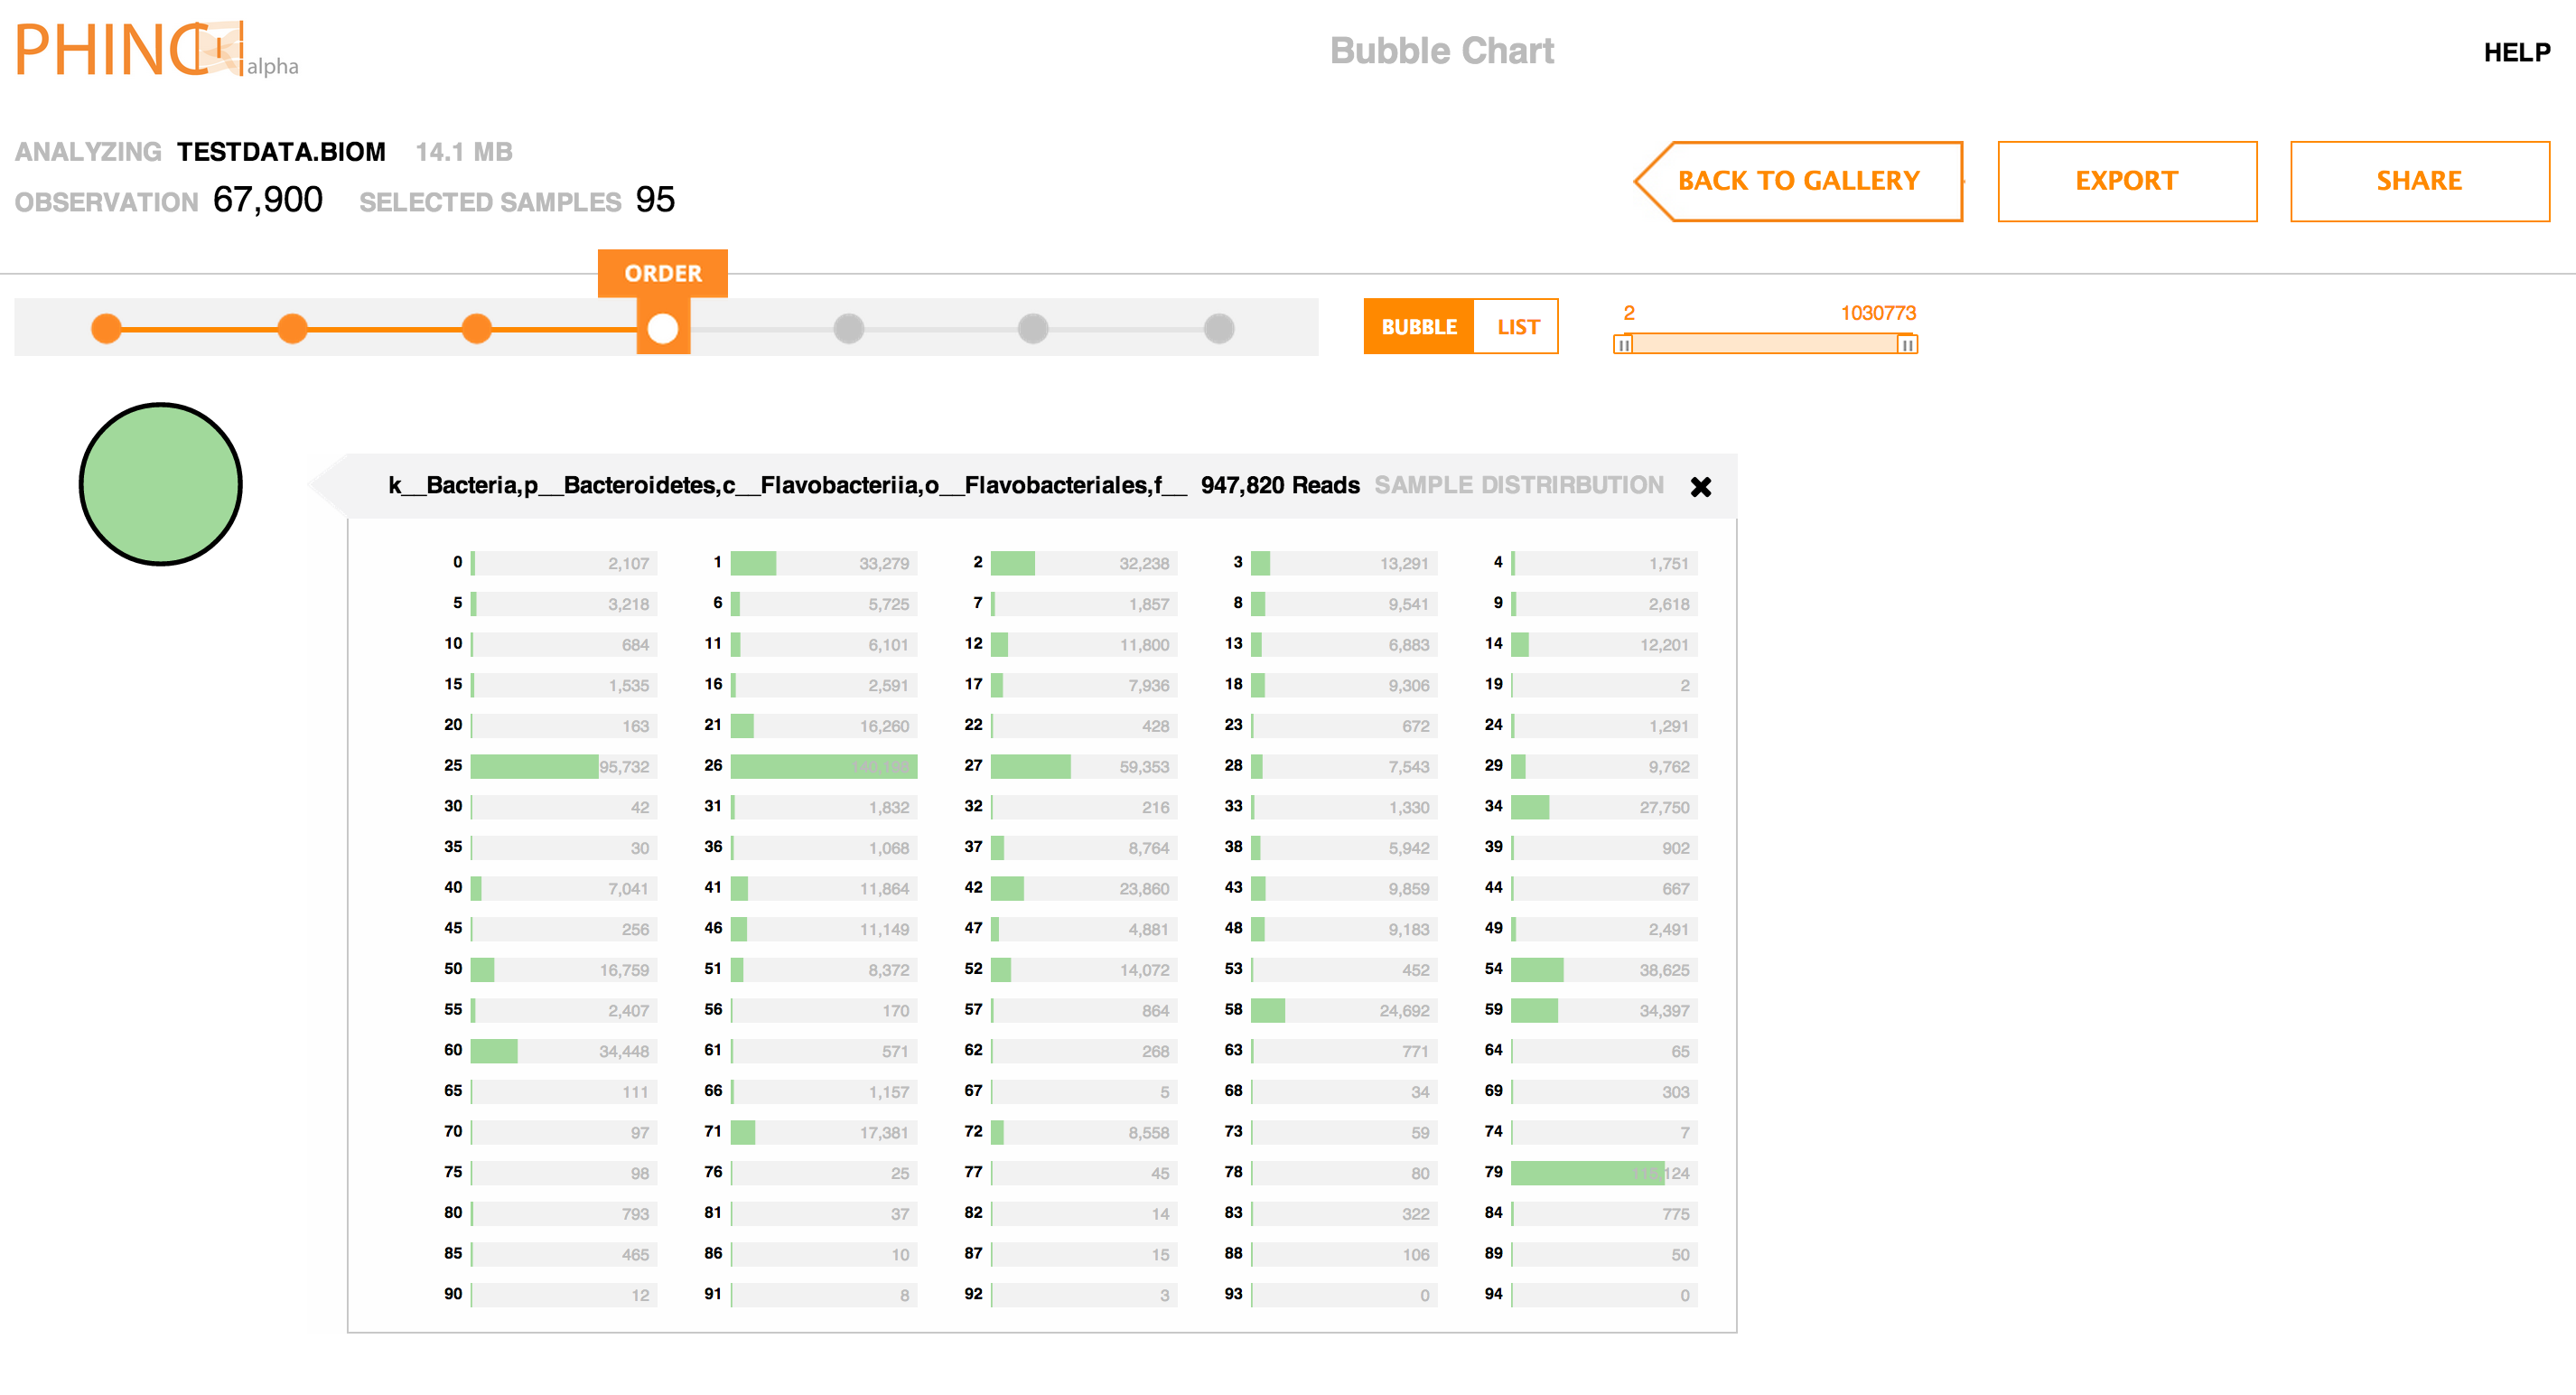 PHINCH alpha
Bubble Chart
HELP
ANALYZING TESTDATA.BIOM 14.1 MB
OBSERVATION 67,900 SELECTED SAMPLES 95
BACK TO GALLERY
EXPORT
SHARE
ORDER
BUBBLE LIST
2 1030773
k__Bacteria,p__Bacteroidetes,c__Flavobacteriia,o__Flavobacteriales,f__ 947,820 Reads SAMPLE DISTRIRBUTION ✖
0 2,107 1 33,279 2 32,238 3 13,291 4 1,751
5 3,218 6 5,725 7 1,857 8 9,541 9 2,618
10 684 11 6,101 12 11,800 13 6,883 14 12,201
15 1,535 16 2,591 17 7,936 18 9,306 19 2
20 163 21 16,260 22 428 23 672 24 1,291
25 95,732 26 140,198 27 59,353 28 7,543 29 9,762
30 42 31 1,832 32 216 33 1,330 34 27,750
35 30 36 1,068 37 8,764 38 5,942 39 902
40 7,041 41 11,864 42 23,860 43 9,859 44 667
45 256 46 11,149 47 4,881 48 9,183 49 2,491
50 16,759 51 8,372 52 14,072 53 452 54 38,625
55 2,407 56 170 57 864 58 24,692 59 34,397
60 34,448 61 571 62 268 63 771 64 65
65 111 66 1,157 67 5 68 34 69 303
70 97 71 17,381 72 8,558 73 59 74 7
75 98 76 25 77 45 78 80 79 115,124
80 793 81 37 82 14 83 322 84 775
85 465 86 10 87 15 88 106 89 50
90 12 91 8 92 3 93 0 94 0